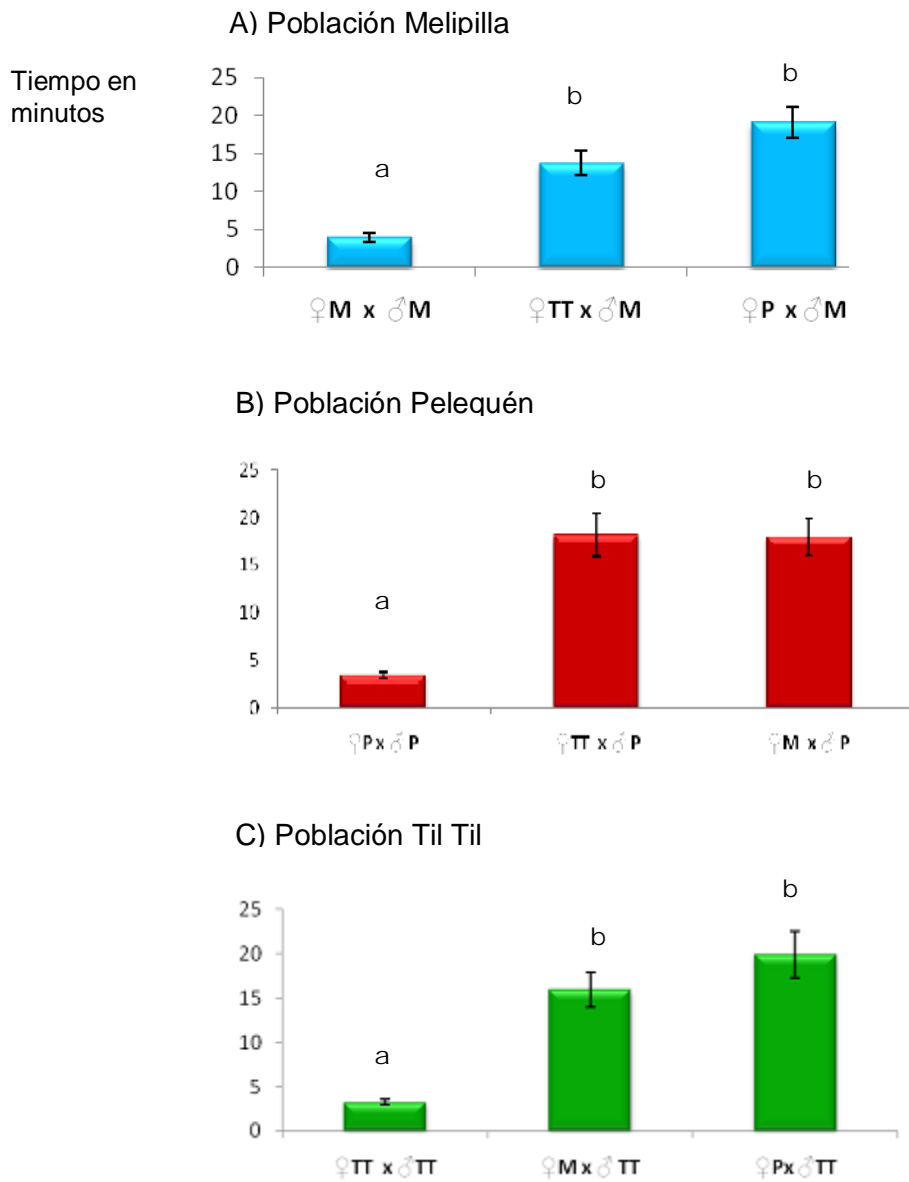 A) Población Melipilla
Tiempo en
minutos
25
20
15
10
5
0
a
b
b
♀M x ♂M
♀TT x ♂M
♀P x ♂M
B) Población Pelequén
25
20
15
10
5
0
a
b
b
♀P x ♂ P
♀TT x ♂ P
♀M x ♂ P
C) Población Til Til
25
20
15
10
5
0
a
b
b
♀TT x ♂TT
♀M x ♂ TT
♀Px ♂TT